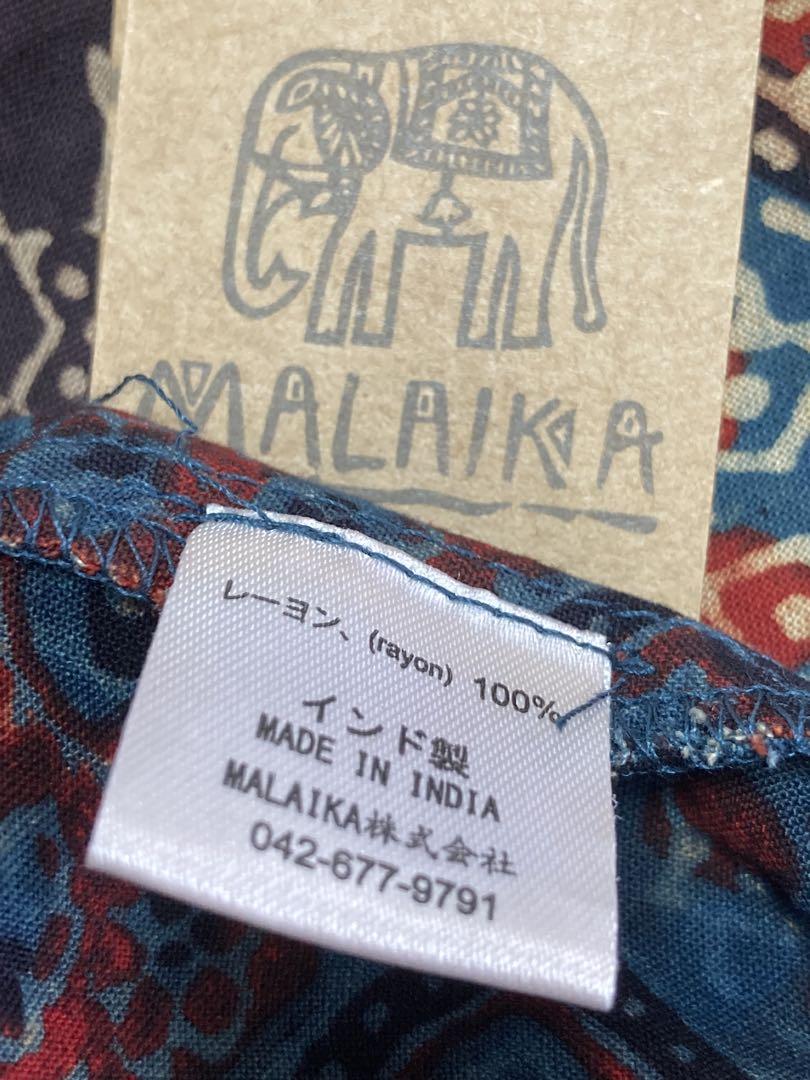 MALAIKA
レーヨン、(rayon) 100%
インド製
MADE IN INDIA
MALAIKA株式会社
042-677-9791